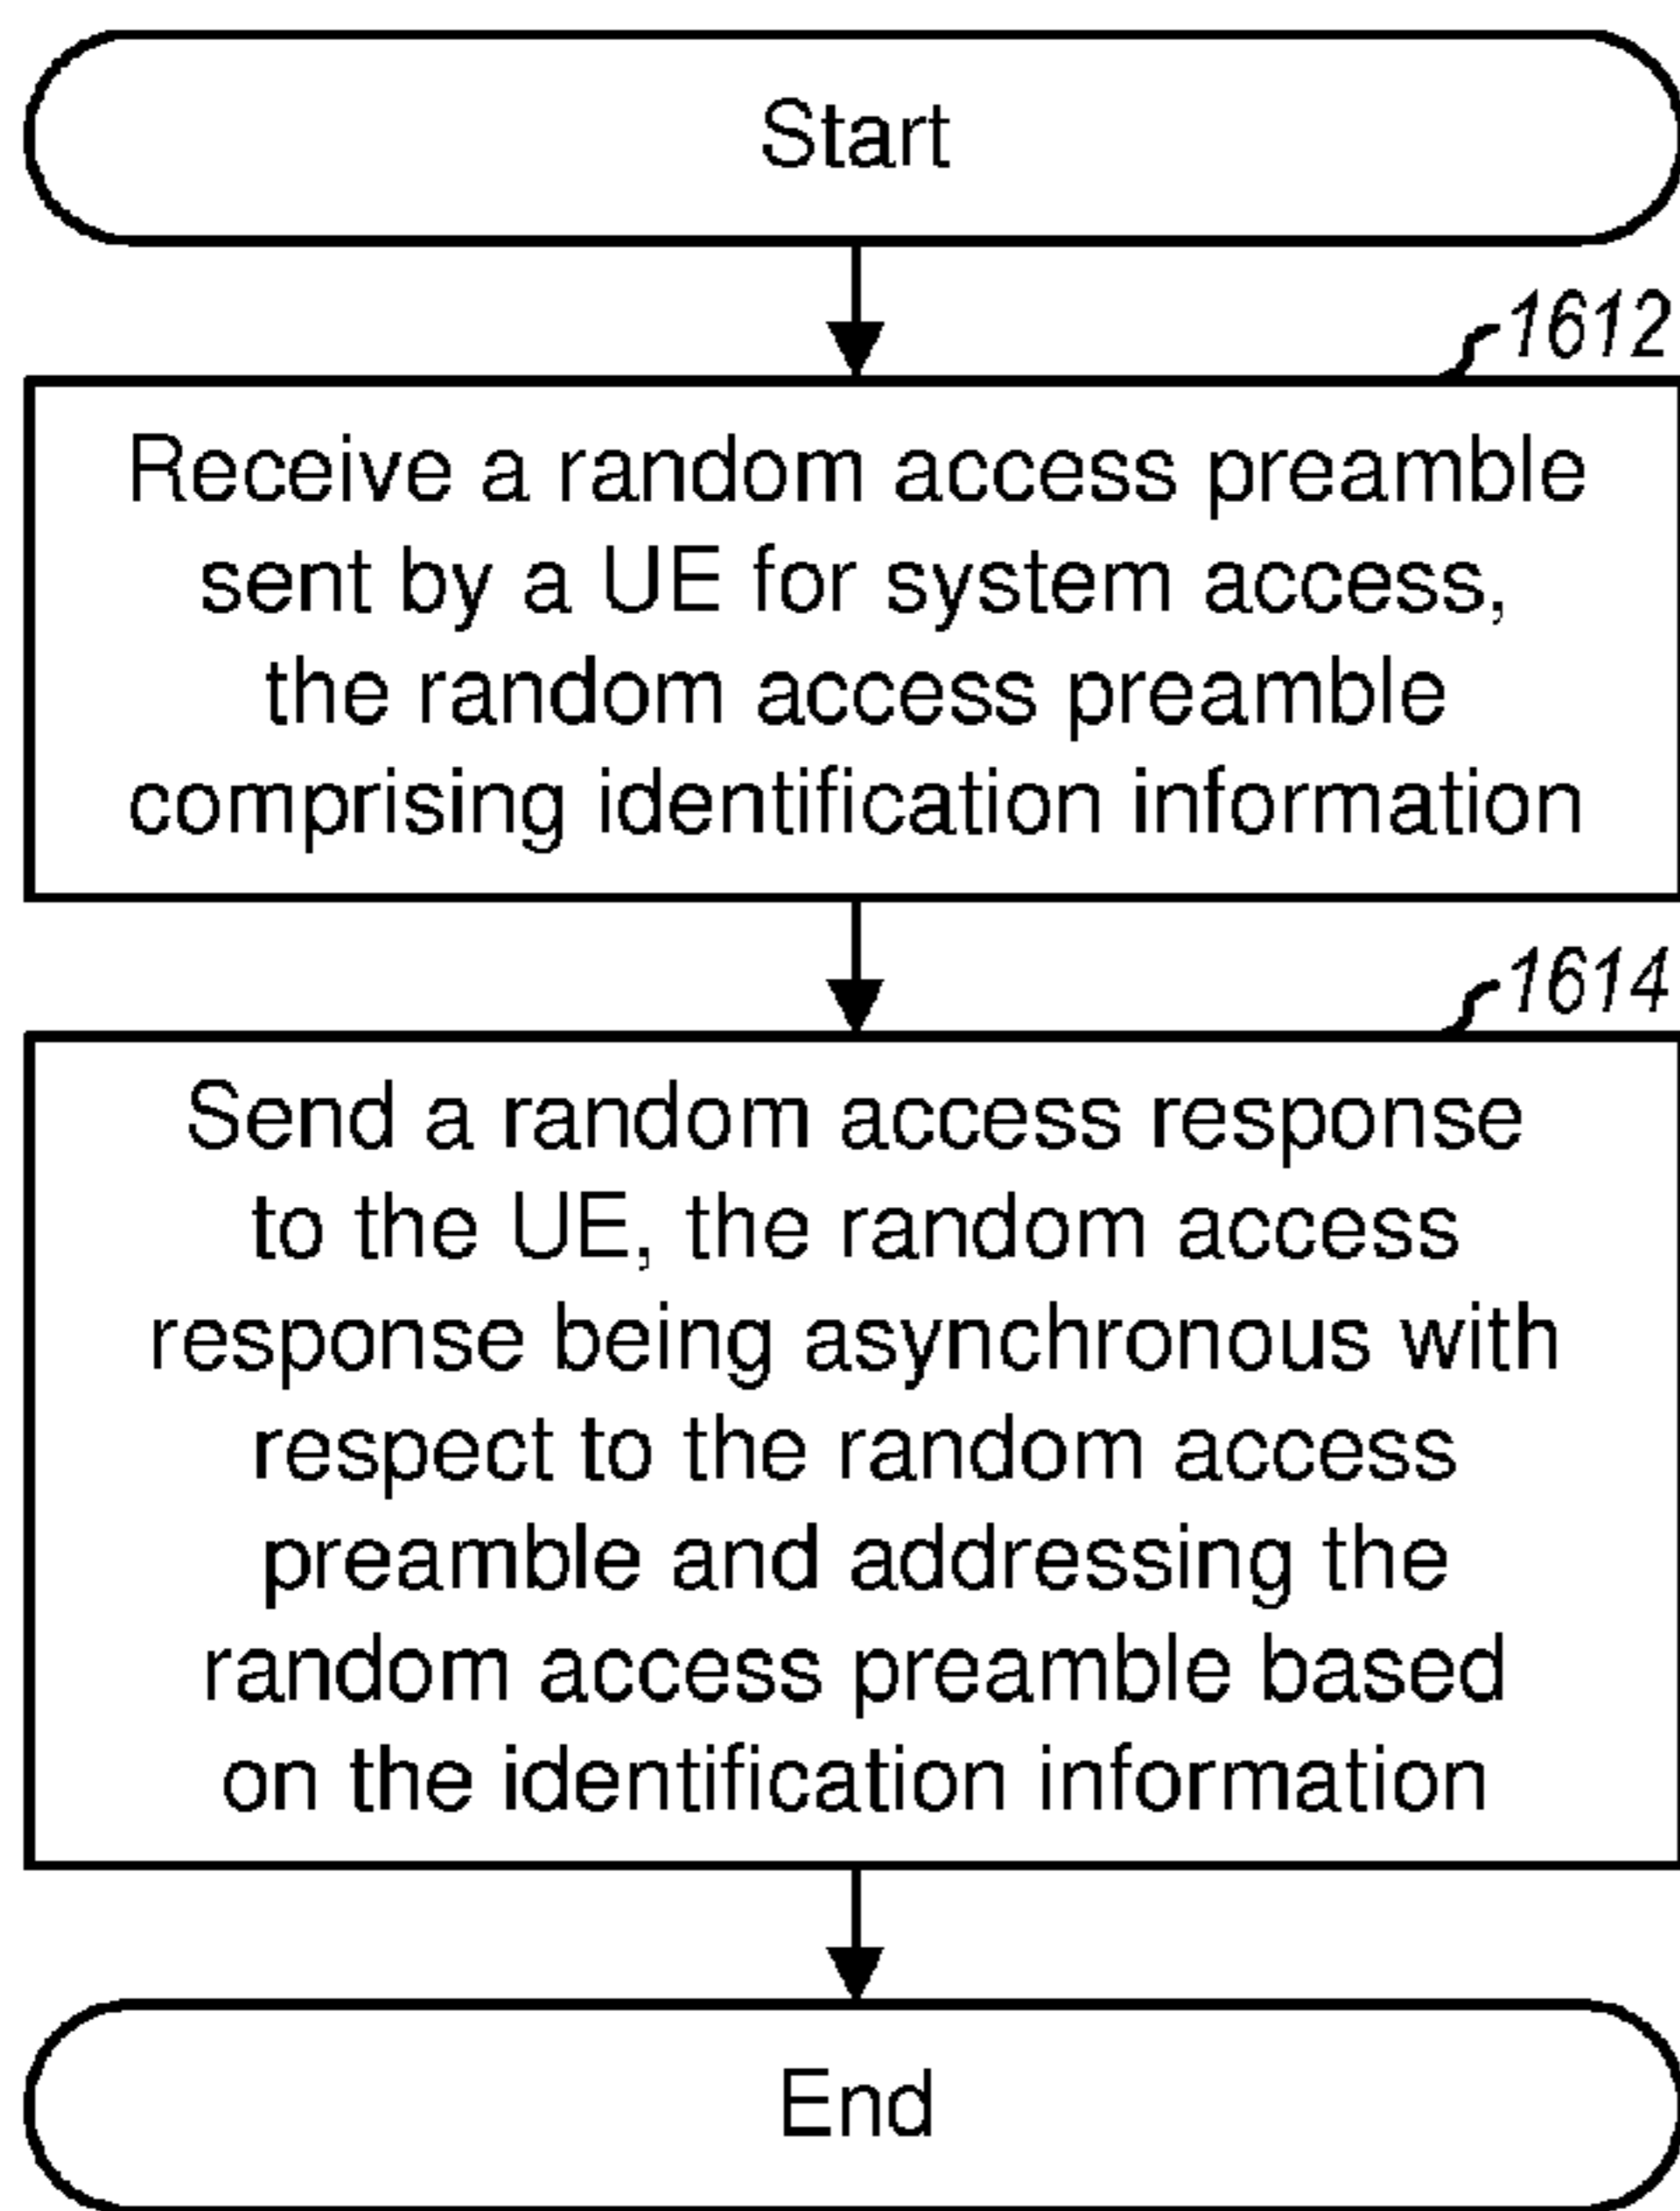 Start
1612
Receive a random access preamble
sent by a UE for system access,
the random access preamble
comprising identification information
1614
Send a random access response
to the UE, the random access
response being asynchronous with
respect to the random access
preamble and addressing the
random access preamble based
on the identification information
End